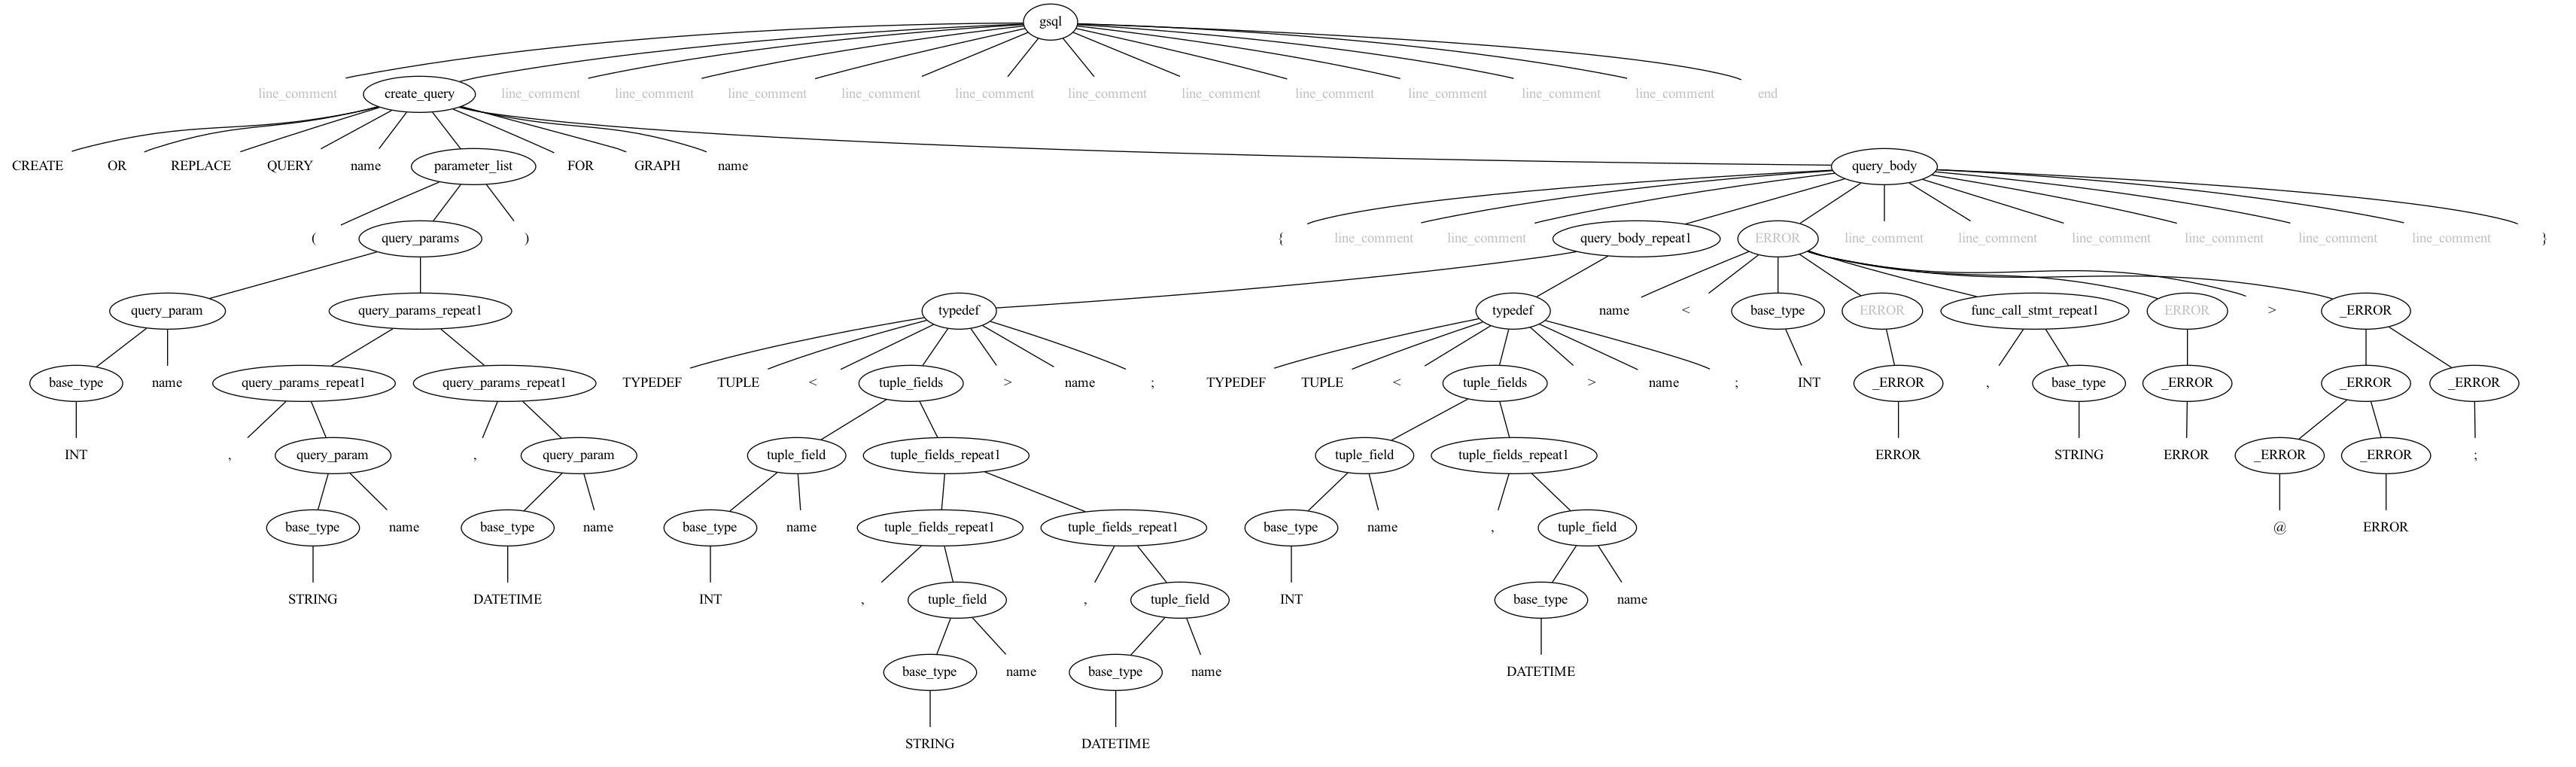 gsql
line_comment create_query line_comment line_comment line_comment line_comment line_comment line_comment line_comment line_comment line_comment line_comment line_comment end
CREATE OR REPLACE QUERY name parameter_list FOR GRAPH name query_body
( query_params ) { line_comment line_comment query_body_repeat1 ERROR line_comment line_comment line_comment line_comment line_comment line_comment }
query_param query_params_repeat1 typedef typedef name < base_type ERROR func_call_stmt_repeat1 ERROR > _ERROR
base_type name query_params_repeat1 query_params_repeat1 TYPEDEF TUPLE < tuple_fields > name ; TYPEDEF TUPLE < tuple_fields > name ; INT _ERROR , base_type _ERROR _ERROR _ERROR
INT , query_param , query_param tuple_field tuple_fields_repeat1 tuple_field tuple_fields_repeat1 ERROR STRING ERROR _ERROR _ERROR ;
base_type name base_type name base_type name tuple_fields_repeat1 tuple_fields_repeat1 base_type name , tuple_field @ ERROR
STRING DATETIME INT , tuple_field , tuple_field INT base_type name
base_type name base_type name DATETIME
STRING DATETIME